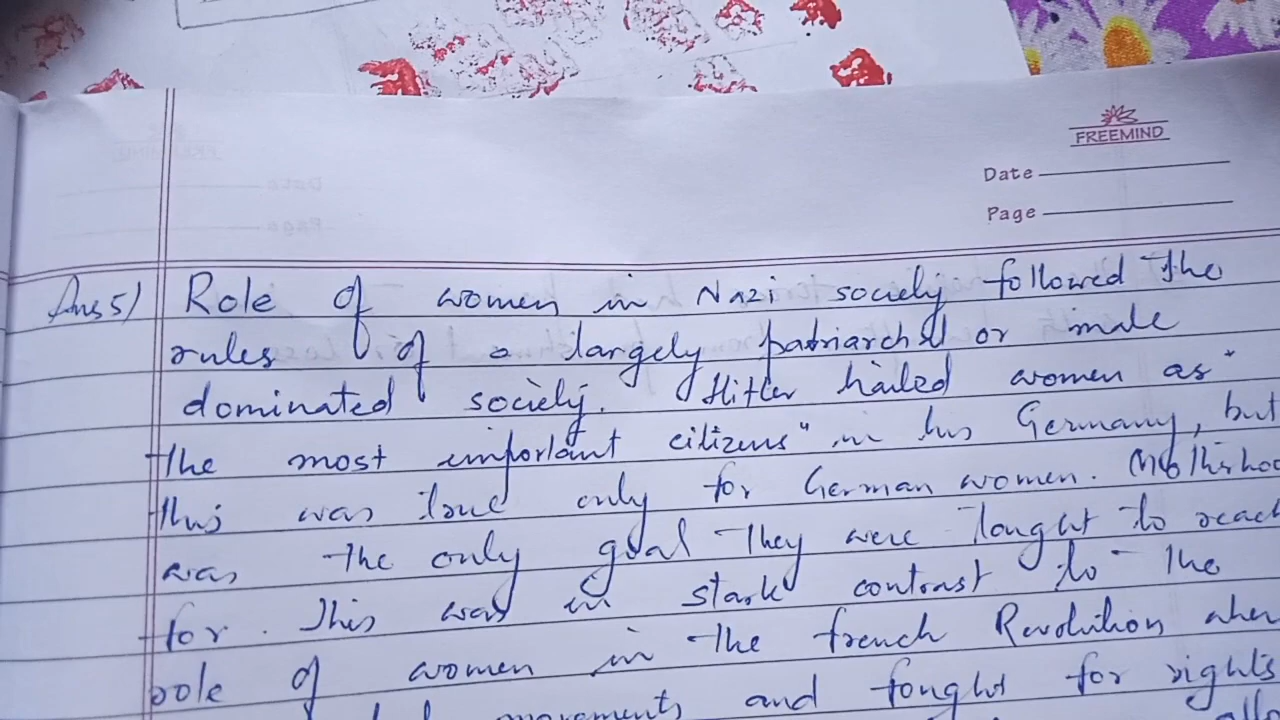 FREEMIND
Date
Page
Ans 5) Role of women in Nazi society followed the
rules of a largely patriarchal or male
dominated society. Hitler hailed women as "
the most important citizens" in his Germany, but
this was true only for German women. Motherhoo
was the only goal they were taught to reach
for. This was in stark contrast to the
role of women in the french Revolution wher
movements and fought for rights